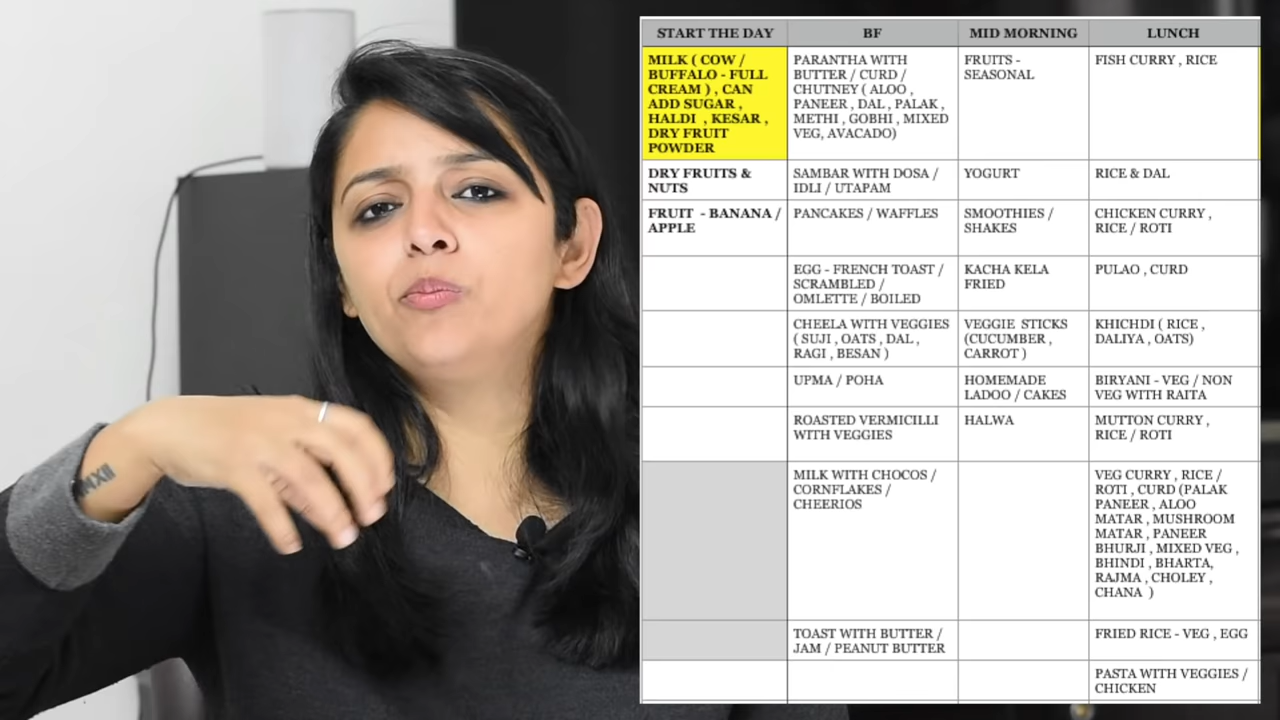 START THE DAY
BF
MID MORNING
LUNCH
MILK ( COW /
BUFFALO - FULL
CREAM ) , CAN
ADD SUGAR ,
HALDI , KESAR ,
DRY FRUIT
POWDER
PARANTHA WITH
BUTTER / CURD /
CHUTNEY ( ALOO ,
PANEER , DAL , PALAK ,
METHI , GOBHI , MIXED
VEG, AVACADO)
FRUITS -
SEASONAL
FISH CURRY , RICE
DRY FRUITS &
NUTS
SAMBAR WITH DOSA /
IDLI / UTAPAM
YOGURT
RICE & DAL
FRUIT - BANANA /
APPLE
PANCAKES / WAFFLES
SMOOTHIES /
SHAKES
CHICKEN CURRY ,
RICE / ROTI
EGG - FRENCH TOAST /
SCRAMBLED /
OMLETTE / BOILED
KACHA KELA
FRIED
PULAO , CURD
CHEELA WITH VEGGIES
( SUJI , OATS , DAL ,
RAGI , BESAN )
VEGGIE STICKS
(CUCUMBER ,
CARROT )
KHICHDI ( RICE ,
DALIYA , OATS)
UPMA / POHA
HOMEMADE
LADOO / CAKES
BIRYANI - VEG / NON
VEG WITH RAITA
ROASTED VERMICILLI
WITH VEGGIES
HALWA
MUTTON CURRY ,
RICE / ROTI
MILK WITH CHOCOS /
CORNFLAKES /
CHEERIOS
VEG CURRY , RICE /
ROTI , CURD (PALAK
PANEER , ALOO
MATAR , MUSHROOM
MATAR , PANEER
BHURJI , MIXED VEG ,
BHINDI , BHARTA,
RAJMA , CHOLEY ,
CHANA )
TOAST WITH BUTTER /
JAM / PEANUT BUTTER
FRIED RICE - VEG , EGG
PASTA WITH VEGGIES /
CHICKEN